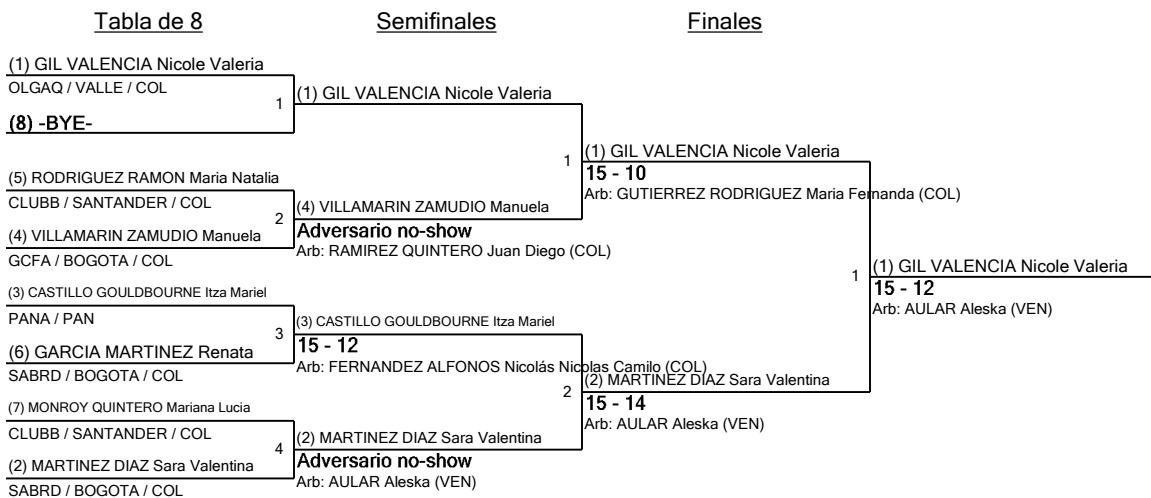 Tabla de 8
Semifinales
Finales
(1) GIL VALENCIA Nicole Valeria
OLGAQ / VALLE / COL
1
(8) -BYE-
(1) GIL VALENCIA Nicole Valeria
(5) RODRIGUEZ RAMON Maria Natalia
CLUBB / SANTANDER / COL
2
(4) VILLAMARIN ZAMUDIO Manuela
GCFA / BOGOTA / COL
(4) VILLAMARIN ZAMUDIO Manuela
Adversario no-show
Arb: RAMIREZ QUINTERO Juan Diego (COL)
1
(1) GIL VALENCIA Nicole Valeria
15 - 10
Arb: GUTIERREZ RODRIGUEZ Maria Fernanda (COL)
(3) CASTILLO GOULDBOURNE Itza Mariel
PANA / PAN
3
(6) GARCIA MARTINEZ Renata
SABRD / BOGOTA / COL
(3) CASTILLO GOULDBOURNE Itza Mariel
15 - 12
Arb: FERNANDEZ ALFONOS Nicolás Nicolas Camilo (COL)
(7) MONROY QUINTERO Mariana Lucia
CLUBB / SANTANDER / COL
4
(2) MARTINEZ DIAZ Sara Valentina
SABRD / BOGOTA / COL
(2) MARTINEZ DIAZ Sara Valentina
Adversario no-show
Arb: AULAR Aleska (VEN)
2
(2) MARTINEZ DIAZ Sara Valentina
15 - 14
Arb: AULAR Aleska (VEN)
1
(1) GIL VALENCIA Nicole Valeria
15 - 12
Arb: AULAR Aleska (VEN)